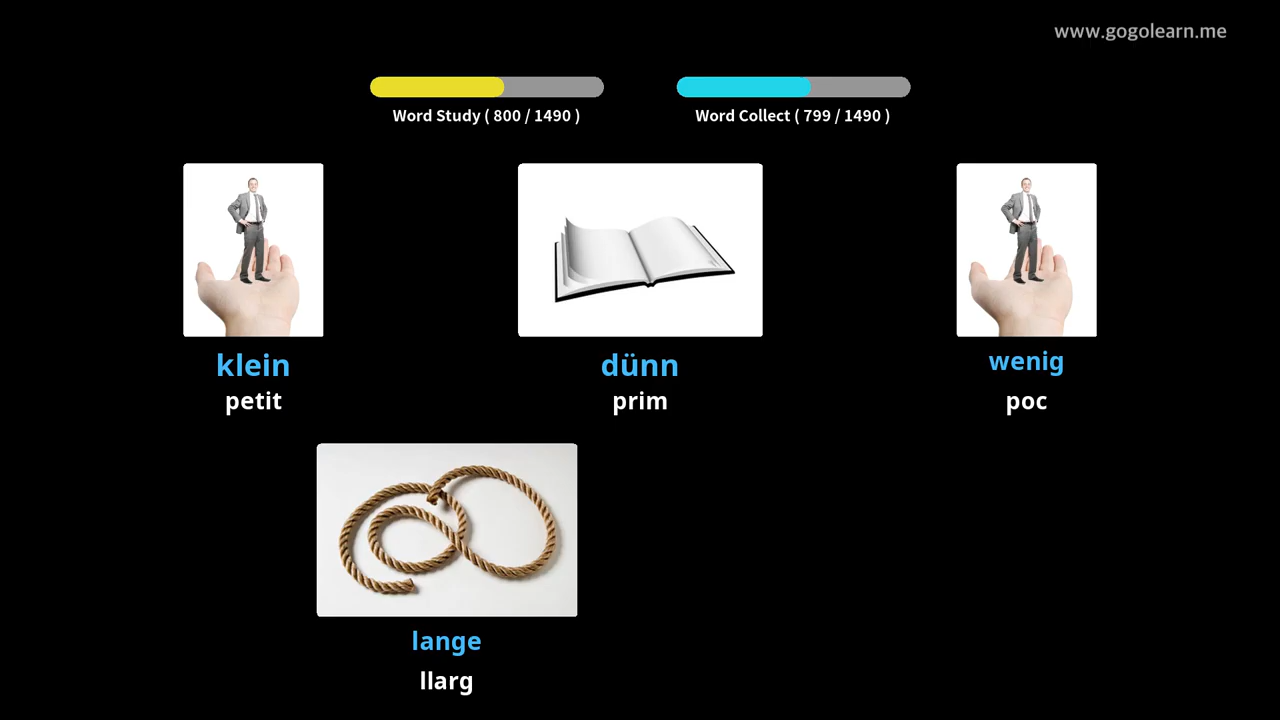 www.gogolearn.me
Word Study ( 800 / 1490 )
Word Collect ( 799 / 1490 )
klein
petit
dünn
prim
wenig
poc
lange
llarg